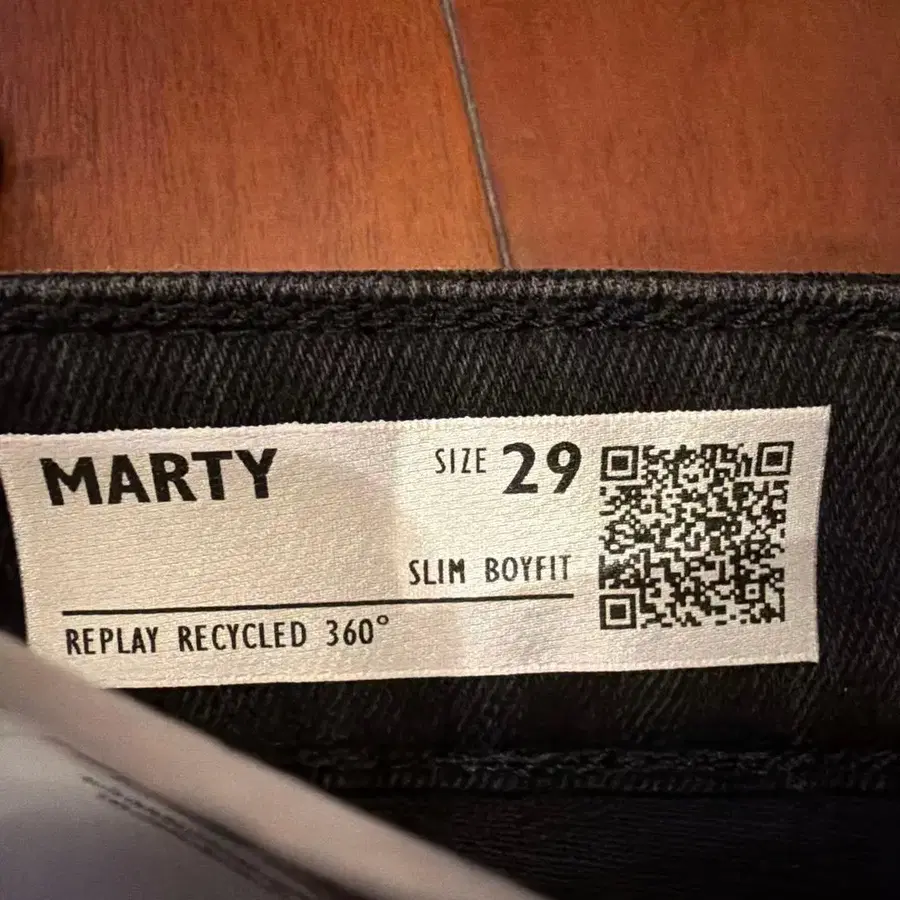 MARTY
SIZE 29
SLIM BOYFIT
REPLAY RECYCLED 360°